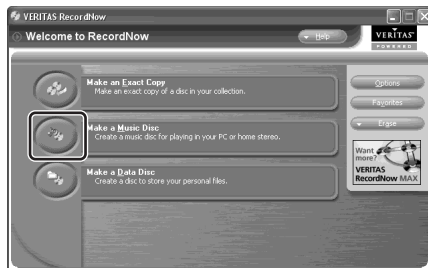 VERITAS RecordNow
Welcome to RecordNow
Help
VERITAS
POWERED
Make an Exact Copy
Make an exact copy of a disc in your collection.
Options
Favorites
Make a Music Disc
Create a music disc for playing in your PC or home stereo.
Erase
Want more?
VERITAS
RecordNow MAX
Make a Data Disc
Create a disc to store your personal files.